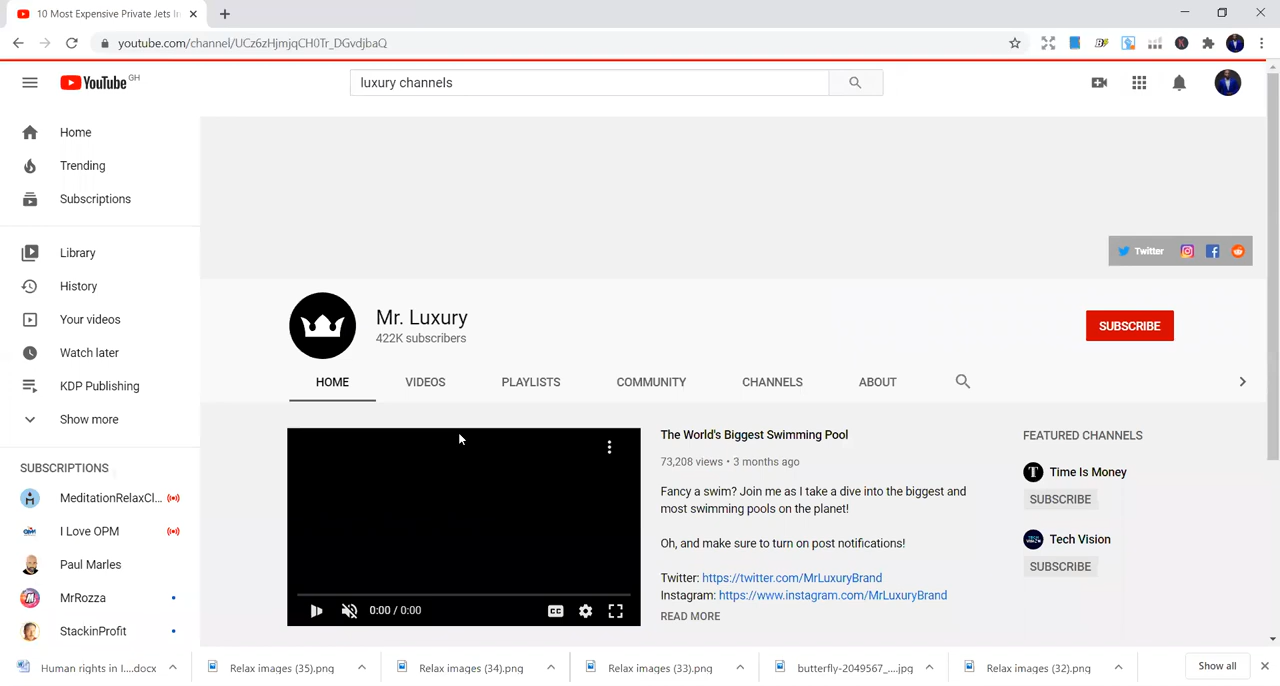 10 Most Expensive Private Jets In
youtube.com/channel/UCz6zHjmjqCH0Tr_DGvdjbaQ
YouTube GH
luxury channels
Home
Trending
Subscriptions
Library
History
Your videos
Watch later
KDP Publishing
Show more
SUBSCRIPTIONS
MeditationRelaxCl...
I Love OPM
Paul Marles
MrRozza
StackinProfit
Twitter
Mr. Luxury
422K subscribers
SUBSCRIBE
HOME VIDEOS PLAYLISTS COMMUNITY CHANNELS ABOUT
0:00 / 0:00
CC
The World's Biggest Swimming Pool
73,208 views • 3 months ago
Fancy a swim? Join me as I take a dive into the biggest and
most swimming pools on the planet!
Oh, and make sure to turn on post notifications!
Twitter: https://twitter.com/MrLuxuryBrand
Instagram: https://www.instagram.com/MrLuxuryBrand
READ MORE
FEATURED CHANNELS
Time Is Money
SUBSCRIBE
Tech Vision
SUBSCRIBE
Human rights in I....docx
Relax images (35).png
Relax images (34).png
Relax images (33).png
butterfly-2049567_....jpg
Relax images (32).png
Show all